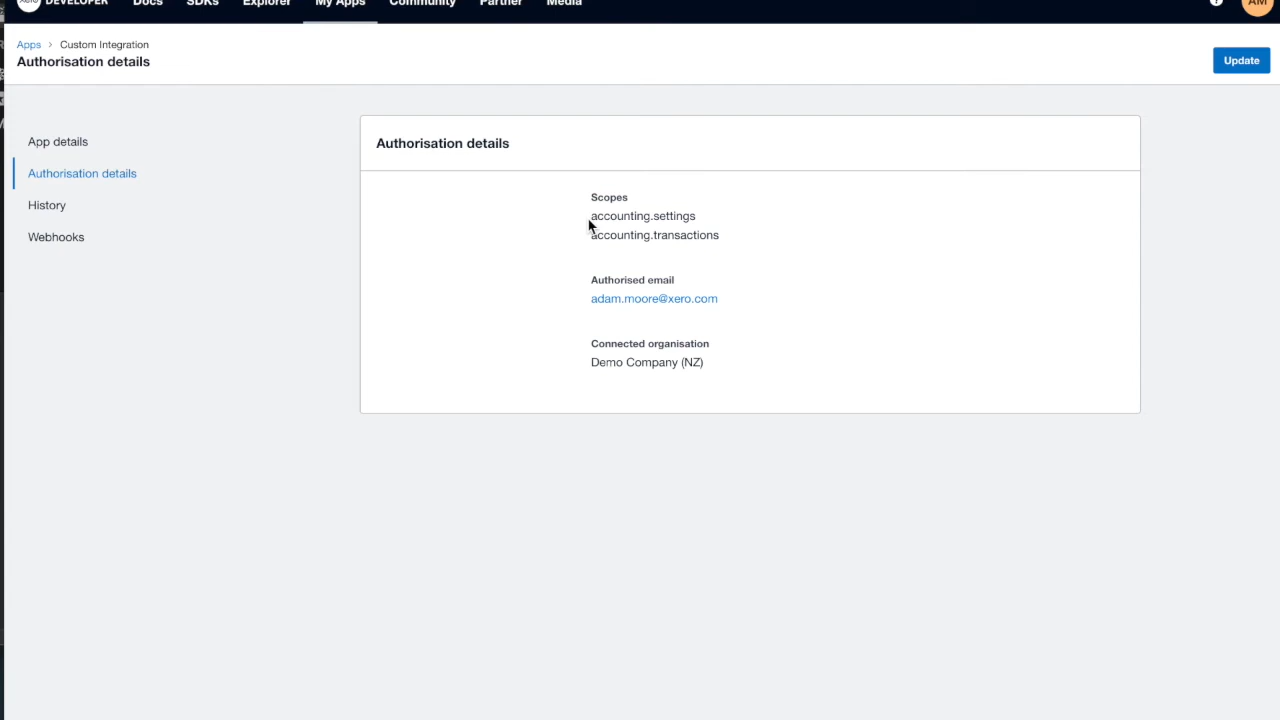 xero DEVELOPER Docs SDKs Explorer My Apps Community Partner Media AM
Apps > Custom Integration
Authorisation details
Update
App details
Authorisation details
History
Webhooks
Authorisation details
Scopes
accounting.settings
accounting.transactions
Authorised email
adam.moore@xero.com
Connected organisation
Demo Company (NZ)